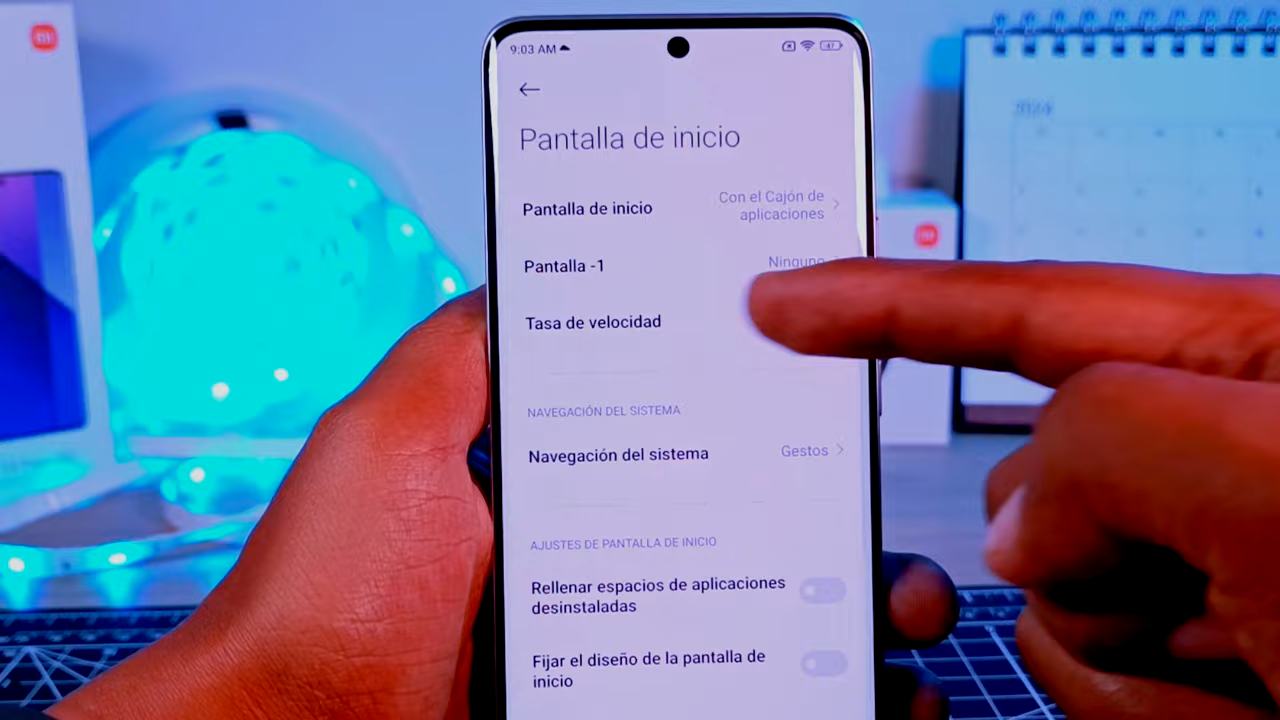 9:03 AM
47
Pantalla de inicio
Pantalla de inicio
Con el Cajón de
aplicaciones
Pantalla -1
Ninguno
Tasa de velocidad
NAVEGACIÓN DEL SISTEMA
Navegación del sistema
Gestos
AJUSTES DE PANTALLA DE INICIO
Rellenar espacios de aplicaciones
desinstaladas
Fijar el diseño de la pantalla de
inicio
2024